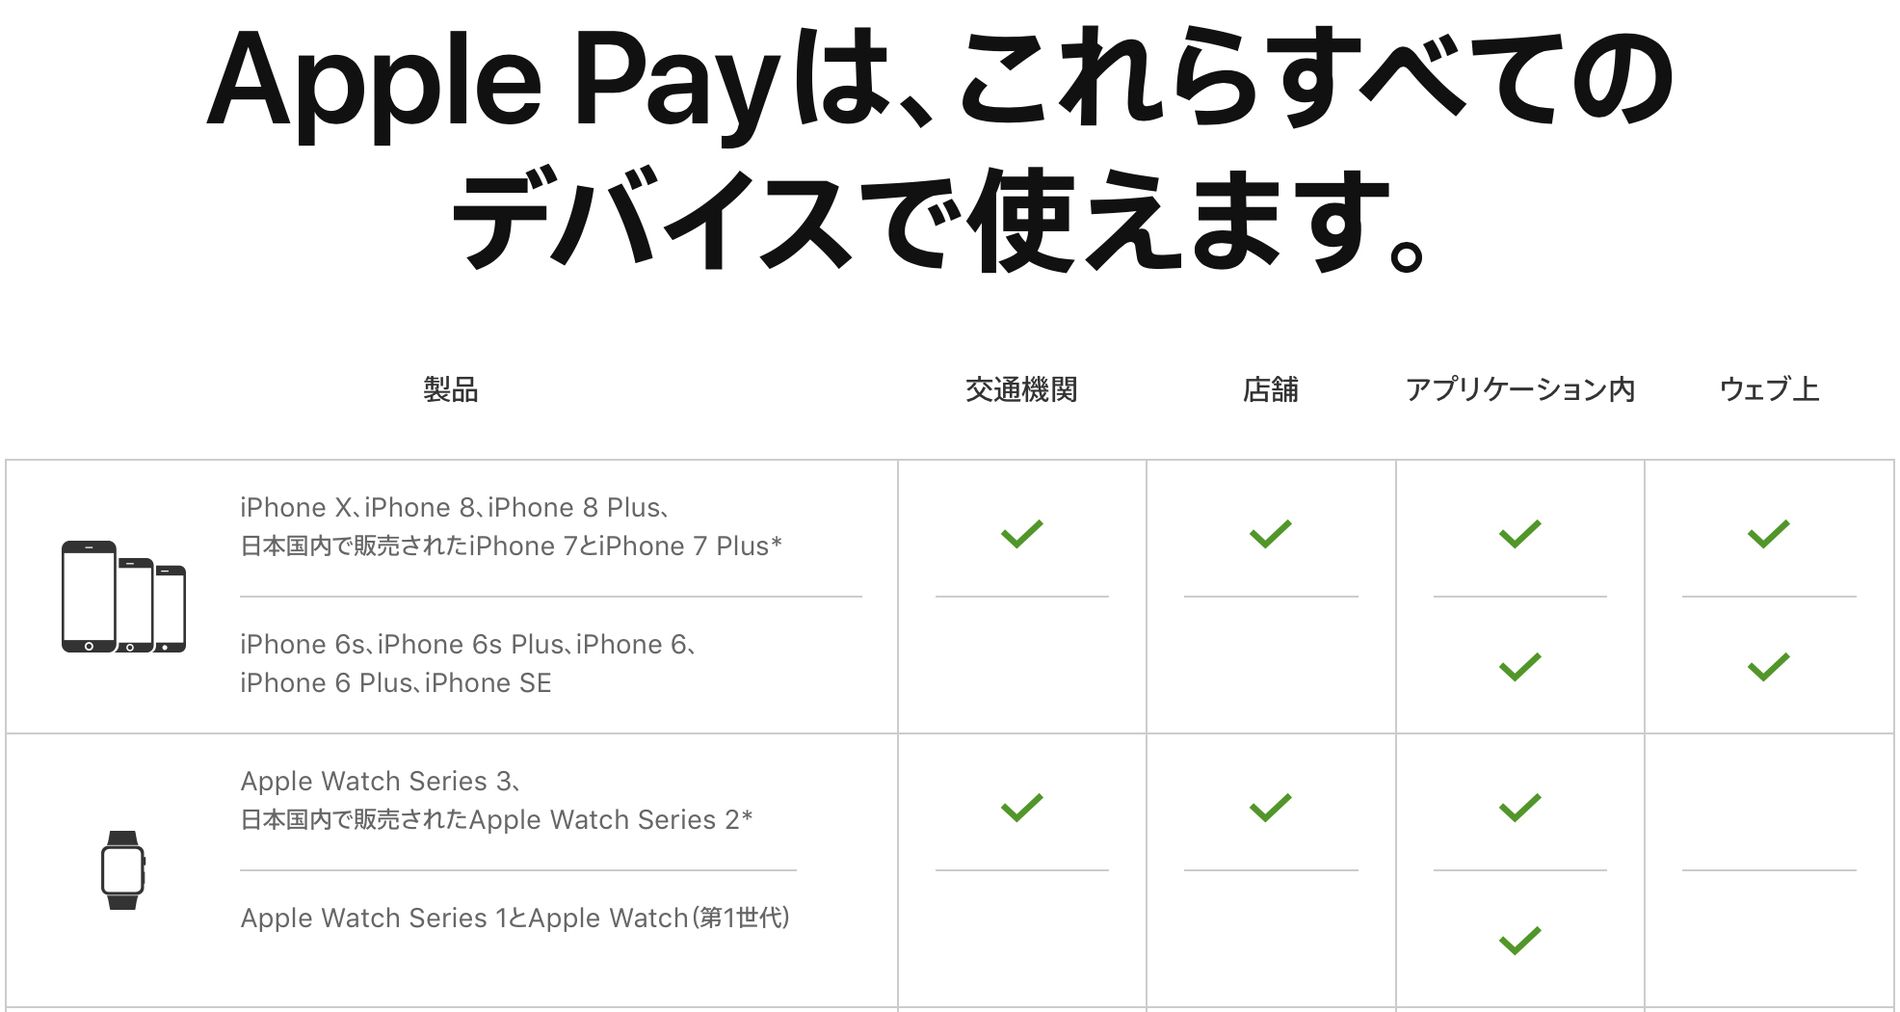 Apple Payは、これらすべての
デバイスで使えます。
製品 交通機関 店舗 アプリケーション内 ウェブ上
iPhone X、iPhone 8、iPhone 8 Plus、
日本国内で販売されたiPhone 7とiPhone 7 Plus*
iPhone 6s、iPhone 6s Plus、iPhone 6、
iPhone 6 Plus、iPhone SE
Apple Watch Series 3、
日本国内で販売されたApple Watch Series 2*
Apple Watch Series 1とApple Watch（第1世代）